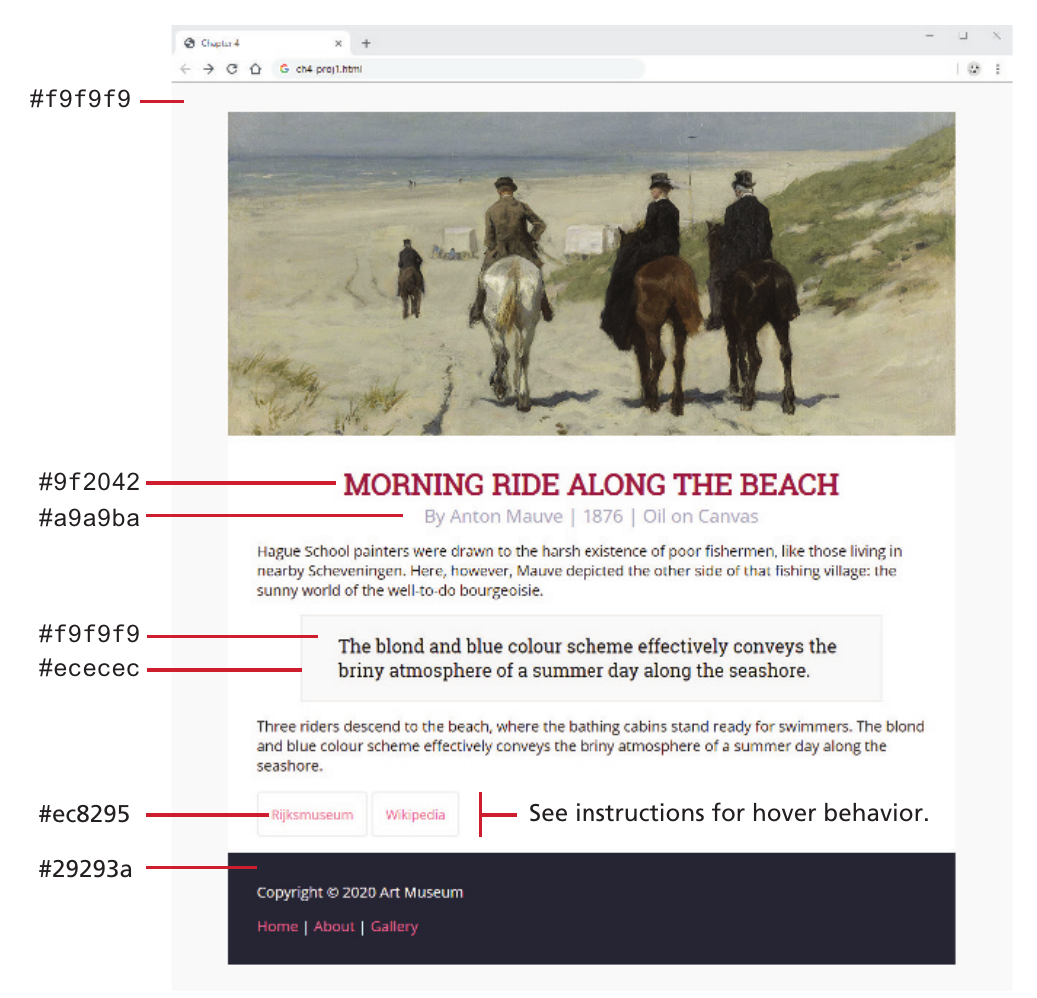 Chapter 4
ch4-proj1.html
#f9f9f9
#9f2042
MORNING RIDE ALONG THE BEACH
#a9a9ba
By Anton Mauve | 1876 | Oil on Canvas
Hague School painters were drawn to the harsh existence of poor fishermen, like those living in
nearby Scheveningen. Here, however, Mauve depicted the other side of that fishing village: the
sunny world of the well-to-do bourgeoisie.
#f9f9f9
#ececec
The blond and blue colour scheme effectively conveys the
briny atmosphere of a summer day along the seashore.
Three riders descend to the beach, where the bathing cabins stand ready for swimmers. The blond
and blue colour scheme effectively conveys the briny atmosphere of a summer day along the
seashore.
#ec8295
Rijksmuseum
Wikipedia
See instructions for hover behavior.
#29293a
Copyright © 2020 Art Museum
Home | About | Gallery